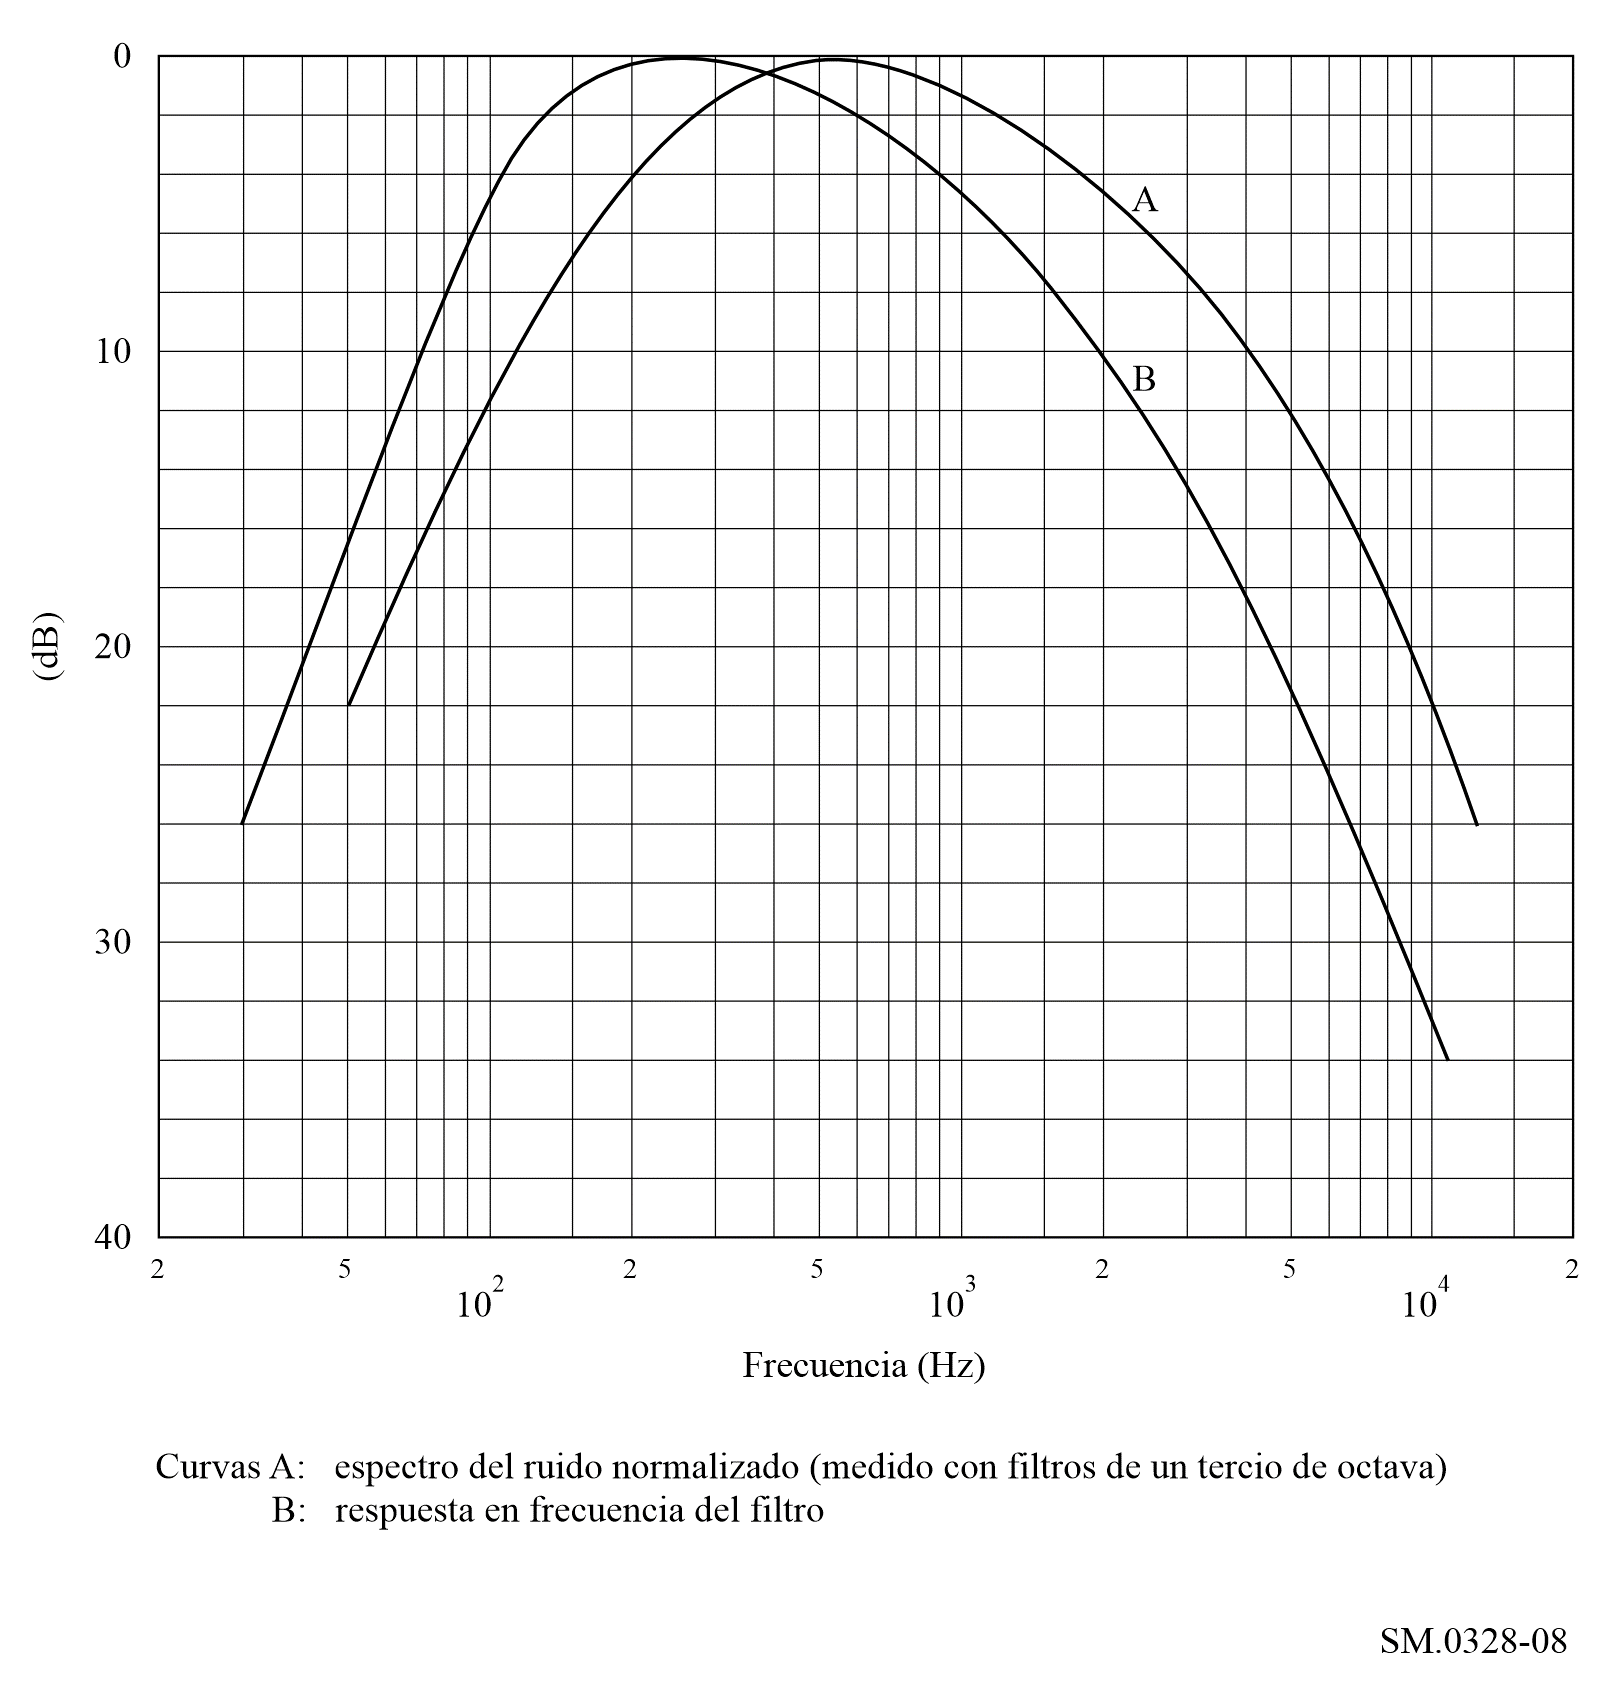 0
10
20
30
40
(dB)
A
B
2 5 10² 2 5 10³ 2 5 10⁴ 2
Frecuencia (Hz)
Curvas A: espectro del ruido normalizado (medido con filtros de un tercio de octava)
B: respuesta en frecuencia del filtro
SM.0328-08